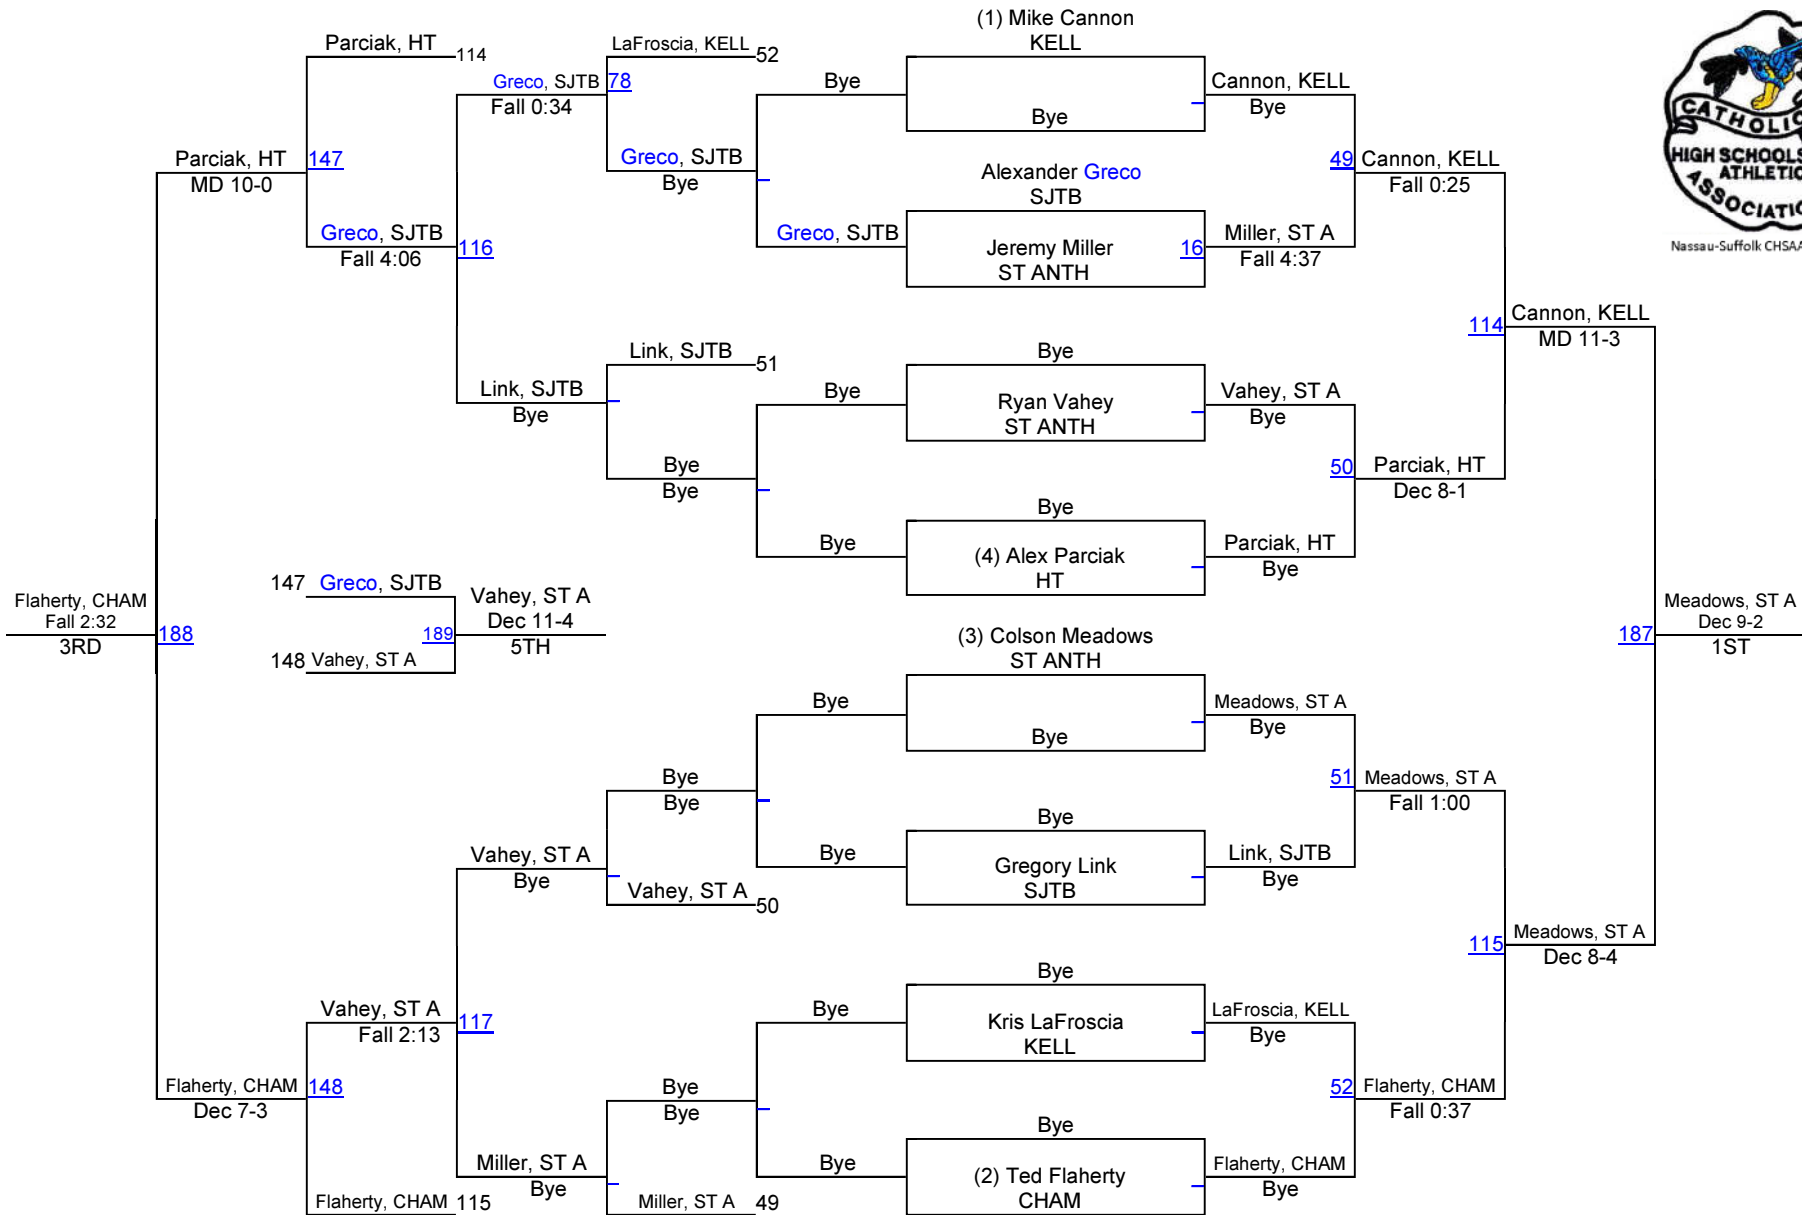 (1) Mike Cannon
KELL
Parciak, HT 114
LaFroscia, KELL 52
Greco, SJTB 78
Fall 0:34
Bye
Cannon, KELL
Bye
Bye
CATHOLIC
HIGH SCHOOLS
ATHLETIC
ASSOCIATION
Nassau-Suffolk CHSAA
Parciak, HT 147
MD 10-0
Greco, SJTB
Bye
Alexander Greco
SJTB
49 Cannon, KELL
Fall 0:25
Greco, SJTB 116
Fall 4:06
Greco, SJTB
Jeremy Miller
ST ANTH
16 Miller, ST A
Fall 4:37
114 Cannon, KELL
MD 11-3
Link, SJTB 51
Bye
Link, SJTB
Bye
Bye
Ryan Vahey
ST ANTH
Vahey, ST A
Bye
Bye
Bye
50 Parciak, HT
Dec 8-1
Bye
Bye
(4) Alex Parciak
HT
Parciak, HT
Bye
147 Greco, SJTB
Flaherty, CHAM
Fall 2:32
3RD
188
189
Vahey, ST A
Dec 11-4
5TH
148 Vahey, ST A
(3) Colson Meadows
ST ANTH
187
Meadows, ST A
Dec 9-2
1ST
Bye
Bye
Meadows, ST A
Bye
Bye
Bye
51 Meadows, ST A
Fall 1:00
Vahey, ST A
Bye
Bye
Bye
Gregory Link
SJTB
Link, SJTB
Bye
Vahey, ST A 50
115 Meadows, ST A
Dec 8-4
Bye
Vahey, ST A 117
Fall 2:13
Bye
Kris LaFroscia
KELL
LaFroscia, KELL
Bye
Flaherty, CHAM 148
Dec 7-3
Bye
Bye
52 Flaherty, CHAM
Fall 0:37
Bye
Miller, ST A
Bye
Bye
(2) Ted Flaherty
CHAM
Flaherty, CHAM
Bye
Flaherty, CHAM 115
Miller, ST A 49